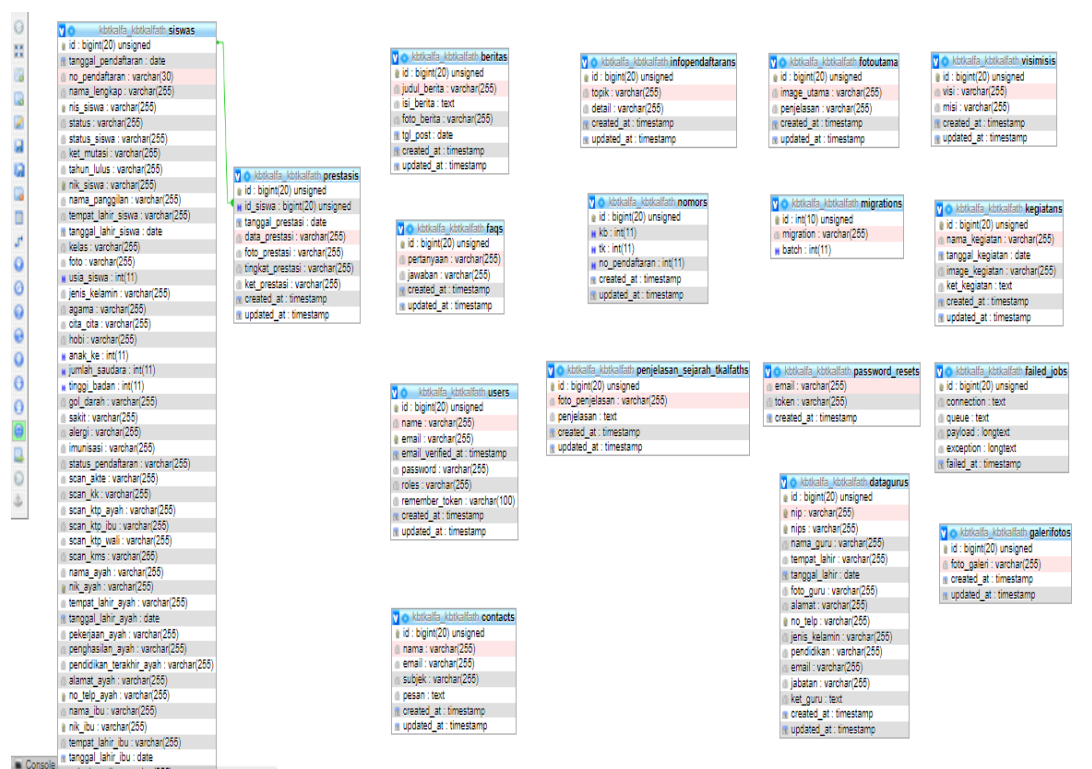 kbtkalfa_kbtkalfath siswas
id : bigint(20) unsigned
tanggal_pendaftaran : date
no_pendaftaran : varchar(30)
nama_lengkap : varchar(255)
nis_siswa : varchar(255)
status : varchar(255)
status_siswa : varchar(255)
ket_mutasi : varchar(255)
tahun_lulus : varchar(255)
nik_siswa : varchar(255)
nama_panggilan : varchar(255)
tempat_lahir_siswa : varchar(255)
tanggal_lahir_siswa : date
kelas : varchar(255)
foto : varchar(255)
usia_siswa : int(11)
jenis_kelamin : varchar(255)
agama : varchar(255)
cita_cita : varchar(255)
hobi : varchar(255)
anak_ke : int(11)
jumlah_saudara : int(11)
tinggi_badan : int(11)
gol_darah : varchar(255)
sakit : varchar(255)
alergi : varchar(255)
imunisasi : varchar(255)
status_pendaftaran : varchar(255)
scan_akte : varchar(255)
scan_kk : varchar(255)
scan_ktp_ayah : varchar(255)
scan_ktp_ibu : varchar(255)
scan_ktp_wali : varchar(255)
scan_kms : varchar(255)
nama_ayah : varchar(255)
nik_ayah : varchar(255)
tempat_lahir_ayah : varchar(255)
tanggal_lahir_ayah : date
pekerjaan_ayah : varchar(255)
penghasilan_ayah : varchar(255)
pendidikan_terakhir_ayah : varchar(255)
alamat_ayah : varchar(255)
no_telp_ayah : varchar(255)
nama_ibu : varchar(255)
nik_ibu : varchar(255)
tempat_lahir_ibu : varchar(255)
tanggal_lahir_ibu : date
Console
kbtkalfa_kbtkalfath prestasis
id : bigint(20) unsigned
id_siswa : bigint(20) unsigned
tanggal_prestasi : date
data_prestasi : varchar(255)
foto_prestasi : varchar(255)
tingkat_prestasi : varchar(255)
ket_prestasi : varchar(255)
created_at : timestamp
updated_at : timestamp
kbtkalfa_kbtkalfath beritas
id : bigint(20) unsigned
judul_berita : varchar(255)
isi_berita : text
foto_berita : varchar(255)
tgl_post : date
created_at : timestamp
updated_at : timestamp
kbtkalfa_kbtkalfath faqs
id : bigint(20) unsigned
pertanyaan : varchar(255)
jawaban : varchar(255)
created_at : timestamp
updated_at : timestamp
kbtkalfa_kbtkalfath users
id : bigint(20) unsigned
name : varchar(255)
email : varchar(255)
email_verified_at : timestamp
password : varchar(255)
roles : varchar(255)
remember_token : varchar(100)
created_at : timestamp
updated_at : timestamp
kbtkalfa_kbtkalfath contacts
id : bigint(20) unsigned
nama : varchar(255)
email : varchar(255)
subjek : varchar(255)
pesan : text
created_at : timestamp
updated_at : timestamp
kbtkalfa_kbtkalfath infopendaftarans
id : bigint(20) unsigned
topik : varchar(255)
detail : varchar(255)
created_at : timestamp
updated_at : timestamp
kbtkalfa_kbtkalfath nomors
id : bigint(20) unsigned
kb : int(11)
tk : int(11)
no_pendaftaran : int(11)
created_at : timestamp
updated_at : timestamp
kbtkalfa_kbtkalfath penjelasan_sejarah_tkalfaths
id : bigint(20) unsigned
foto_penjelasan : varchar(255)
penjelasan : text
created_at : timestamp
updated_at : timestamp
kbtkalfa_kbtkalfath fotoutama
id : bigint(20) unsigned
image_utama : varchar(255)
penjelasan : varchar(255)
created_at : timestamp
updated_at : timestamp
kbtkalfa_kbtkalfath migrations
id : int(10) unsigned
migration : varchar(255)
batch : int(11)
kbtkalfa_kbtkalfath password_resets
email : varchar(255)
token : varchar(255)
created_at : timestamp
kbtkalfa_kbtkalfath datagurus
id : bigint(20) unsigned
nip : varchar(255)
nips : varchar(255)
nama_guru : varchar(255)
tempat_lahir : varchar(255)
tanggal_lahir : date
foto_guru : varchar(255)
alamat : varchar(255)
no_telp : varchar(255)
jenis_kelamin : varchar(255)
pendidikan : varchar(255)
email : varchar(255)
jabatan : varchar(255)
ket_guru : text
created_at : timestamp
updated_at : timestamp
kbtkalfa_kbtkalfath visimisis
id : bigint(20) unsigned
visi : varchar(255)
misi : varchar(255)
created_at : timestamp
updated_at : timestamp
kbtkalfa_kbtkalfath kegiatans
id : bigint(20) unsigned
nama_kegiatan : varchar(255)
tanggal_kegiatan : date
image_kegiatan : varchar(255)
ket_kegiatan : text
created_at : timestamp
updated_at : timestamp
kbtkalfa_kbtkalfath failed_jobs
id : bigint(20) unsigned
connection : text
queue : text
payload : longtext
exception : longtext
failed_at : timestamp
kbtkalfa_kbtkalfath galerifotos
id : bigint(20) unsigned
foto_galeri : varchar(255)
created_at : timestamp
updated_at : timestamp